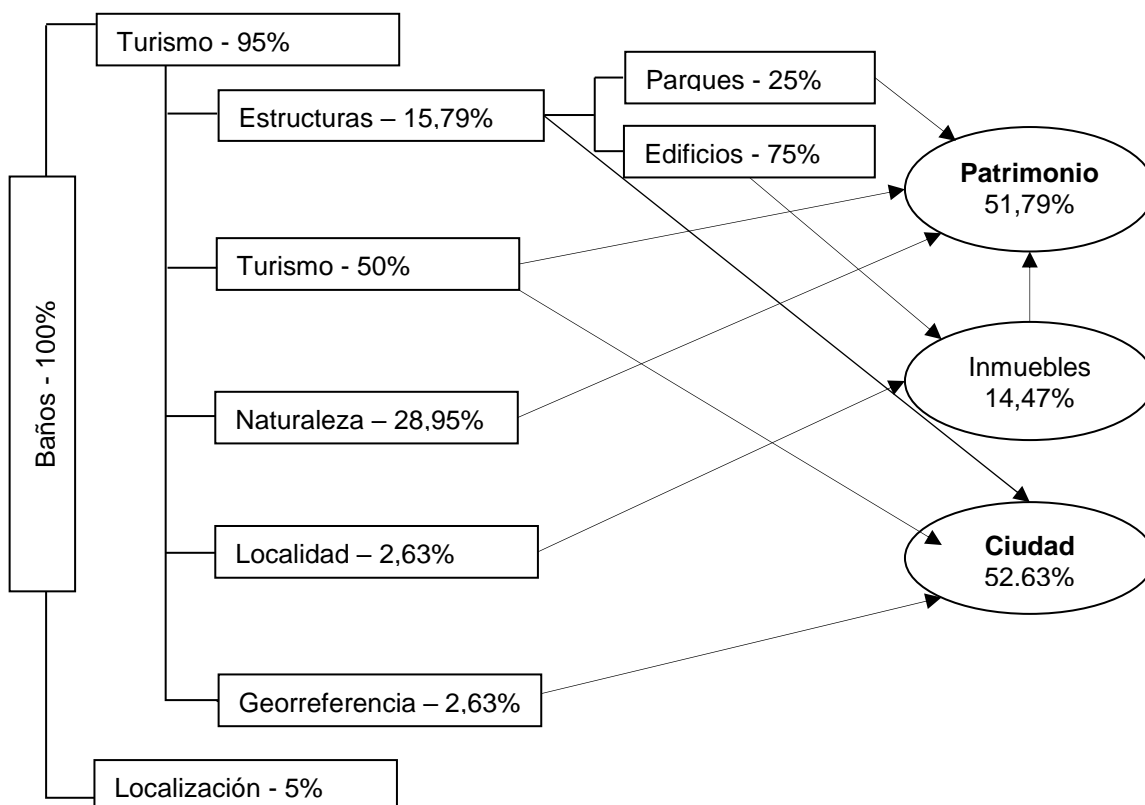 Turismo - 95%
Parques - 25%
Estructuras – 15,79%
Edificios - 75%
Patrimonio
51,79%
Turismo - 50%
Baños - 100%
Inmuebles
14,47%
Naturaleza – 28,95%
Localidad – 2,63%
Ciudad
52.63%
Georreferencia – 2,63%
Localización - 5%